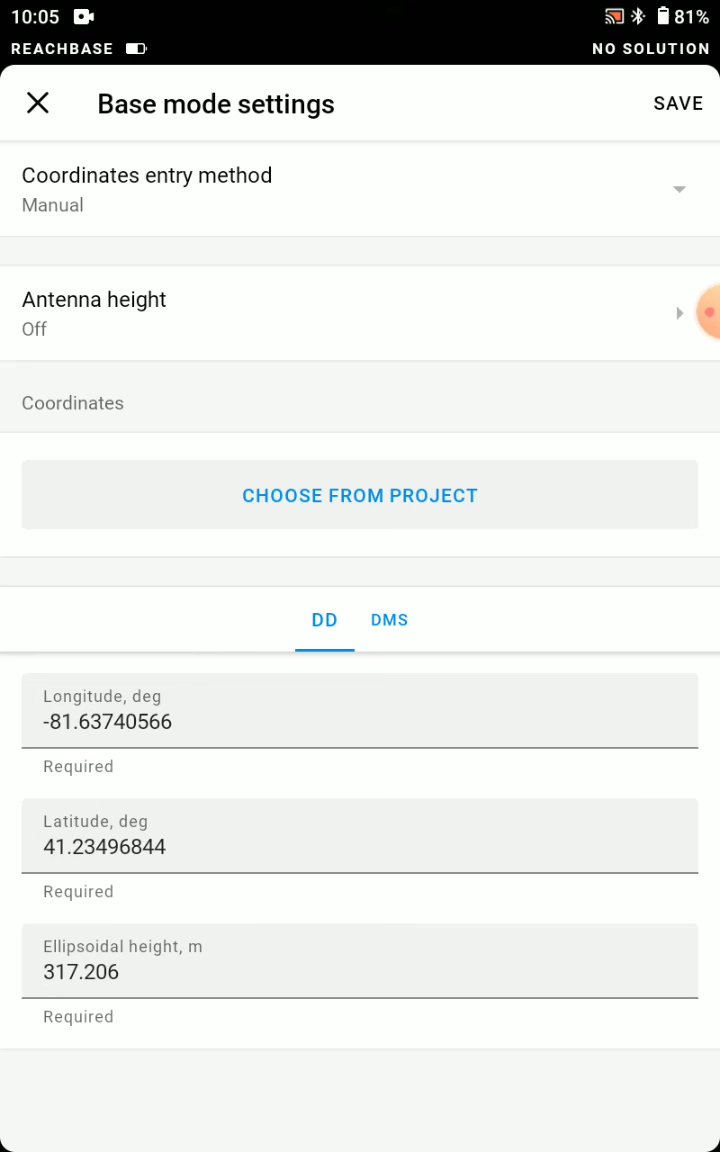 10:05 81%
REACHBASE NO SOLUTION
Base mode settings SAVE
Coordinates entry method
Manual
Antenna height
Off
Coordinates
CHOOSE FROM PROJECT
DD DMS
Longitude, deg
-81.63740566
Required
Latitude, deg
41.23496844
Required
Ellipsoidal height, m
317.206
Required